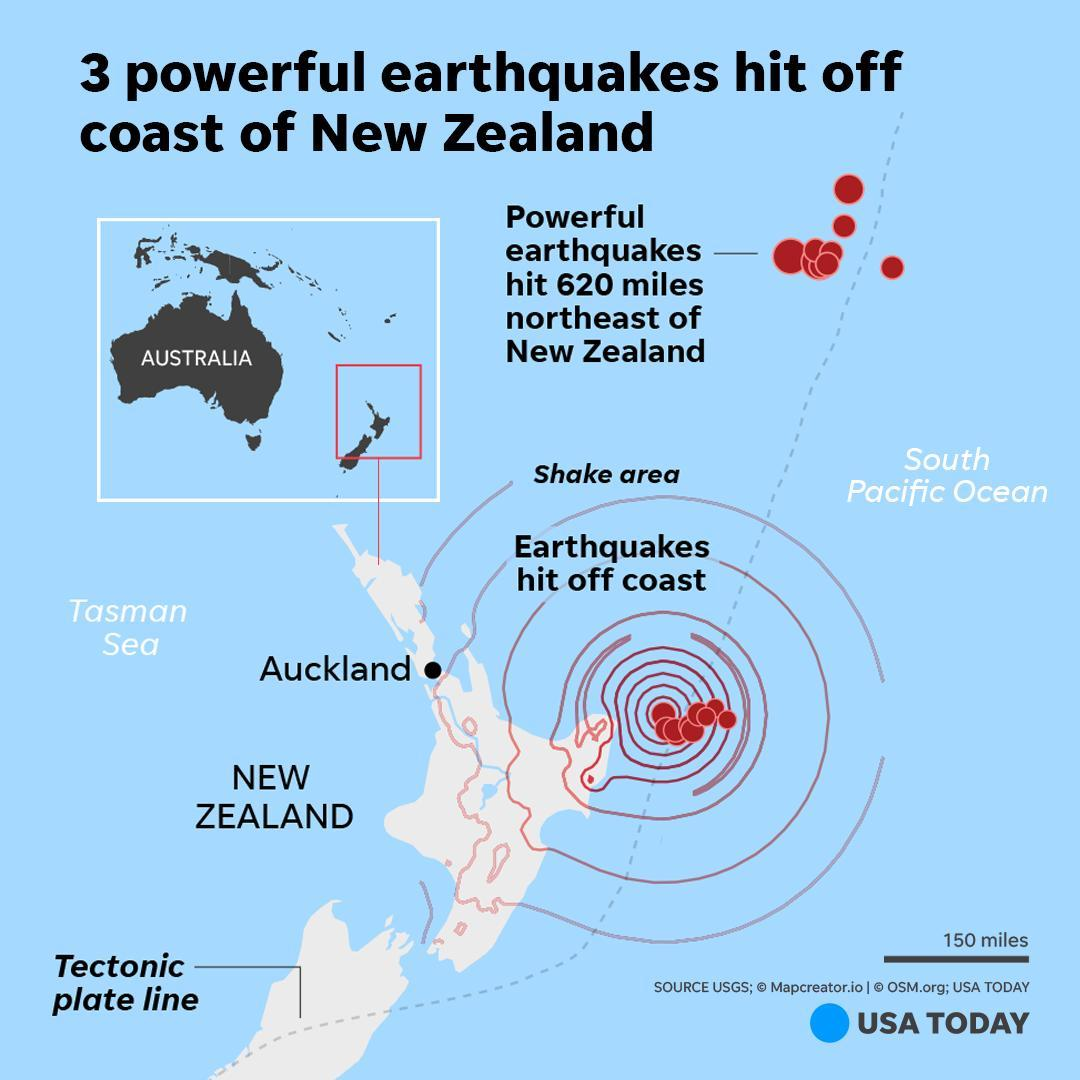 3 powerful earthquakes hit off
coast of New Zealand
Powerful
earthquakes
hit 620 miles
northeast of
New Zealand
AUSTRALIA
South
Pacific Ocean
Shake area
Earthquakes
hit off coast
Tasman
Sea
Auckland
NEW
ZEALAND
Tectonic
plate line
150 miles
SOURCE USGS; © Mapcreator.io | © OSM.org; USA TODAY
USA TODAY